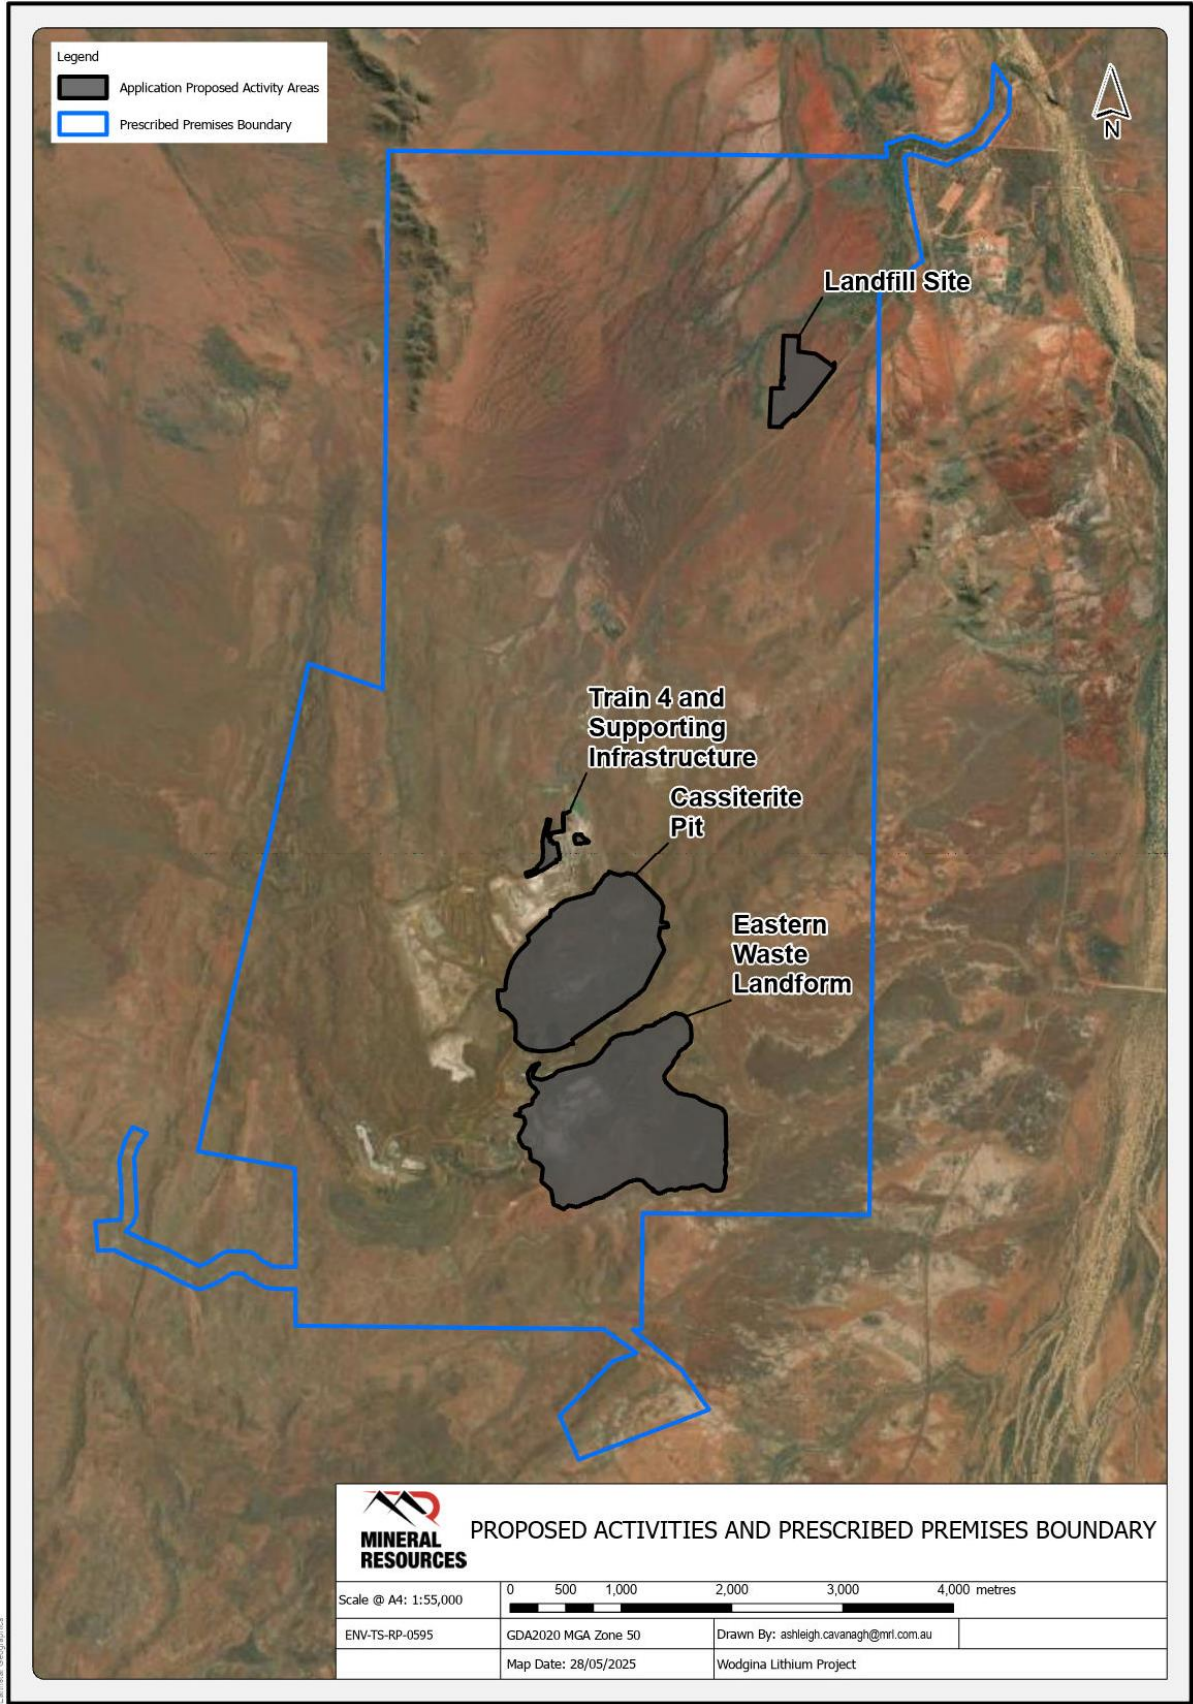 Legend
Application Proposed Activity Areas
Prescribed Premises Boundary
N
Landfill Site
Train 4 and
Supporting
Infrastructure
Cassiterite
Pit
Eastern
Waste
Landform
MINERAL
RESOURCES
PROPOSED ACTIVITIES AND PRESCRIBED PREMISES BOUNDARY
Scale @ A4: 1:55,000
0 500 1,000 2,000 3,000 4,000 metres
ENV-TS-RP-0595
GDA2020 MGA Zone 50
Drawn By: ashleigh.cavanagh@mrl.com.au
Map Date: 28/05/2025
Wodgina Lithium Project